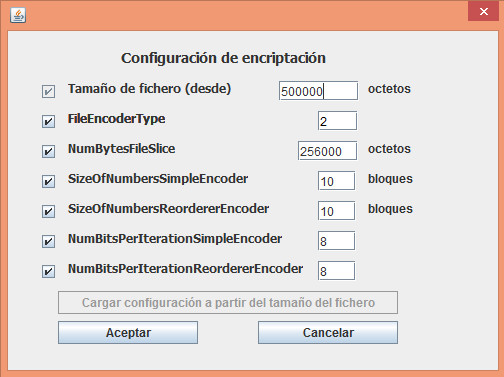 Configuración de encriptación
Tamaño de fichero (desde) 500000 octetos
FileEncoderType 2
NumBytesFileSlice 256000 octetos
SizeOfNumbersSimpleEncoder 10 bloques
SizeOfNumbersReordererEncoder 10 bloques
NumBitsPerIterationSimpleEncoder 8
NumBitsPerIterationReordererEncoder 8
Cargar configuración a partir del tamaño del fichero
Aceptar Cancelar